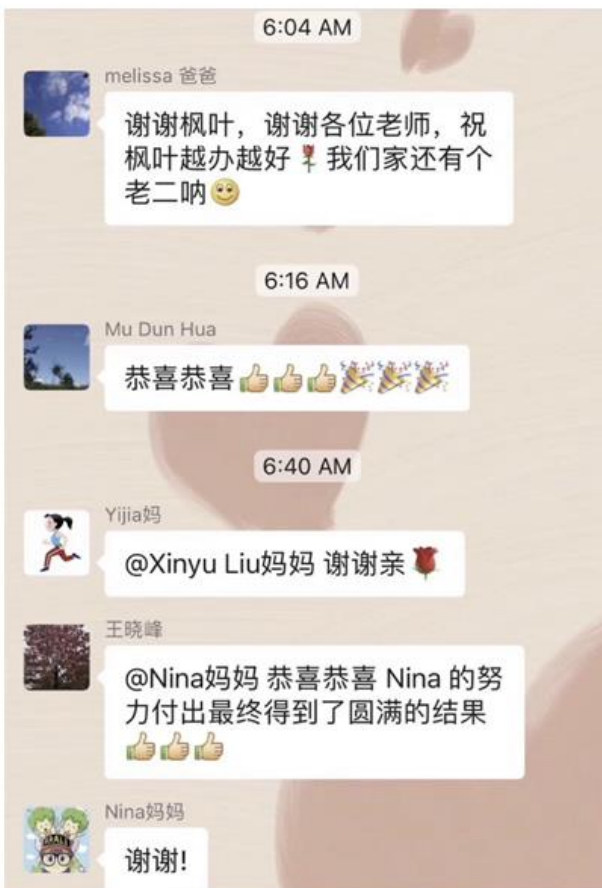 6:04 AM
melissa 爸爸
谢谢枫叶，谢谢各位老师，祝
枫叶越办越好🌹我们家还有个
老二呐🙂
6:16 AM
Mu Dun Hua
恭喜恭喜👍👍👍🎉🎉🎉
6:40 AM
Yijia妈
@Xinyu Liu妈妈 谢谢亲🌹
王晓峰
@Nina妈妈 恭喜恭喜 Nina 的努
力付出最终得到了圆满的结果
👍👍👍
Nina妈妈
谢谢!